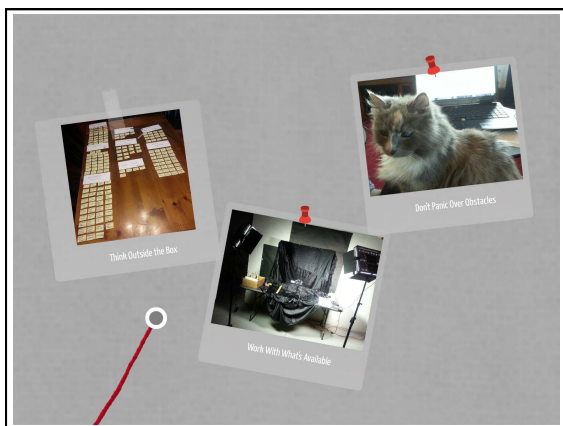 Think Outside the Box
Work With What's Available
Don't Panic Over Obstacles